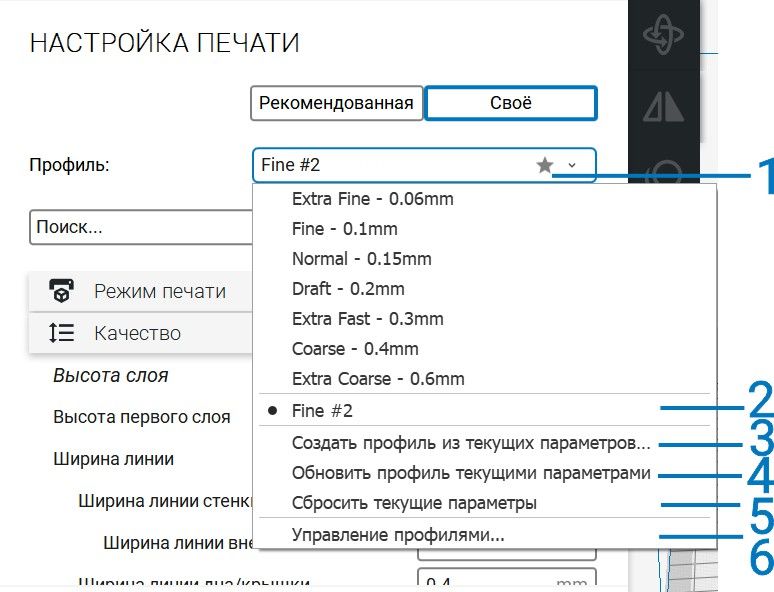 НАСТРОЙКА ПЕЧАТИ
Рекомендованная
Своё
Профиль:
Fine #2
1
Extra Fine - 0.06mm
Поиск...
Fine - 0.1mm
Normal - 0.15mm
Режим печати
Draft - 0.2mm
Extra Fast - 0.3mm
Качество
Coarse - 0.4mm
Высота слоя
Extra Coarse - 0.6mm
Fine #2
2
Высота первого слоя
Создать профиль из текущих параметров...
3
Ширина линии
Обновить профиль текущими параметрами
4
Ширина линии стенк
Сбросить текущие параметры
5
Ширина линии вне
Управление профилями...
6
Ширина линии дна/крышки
0.4
mm